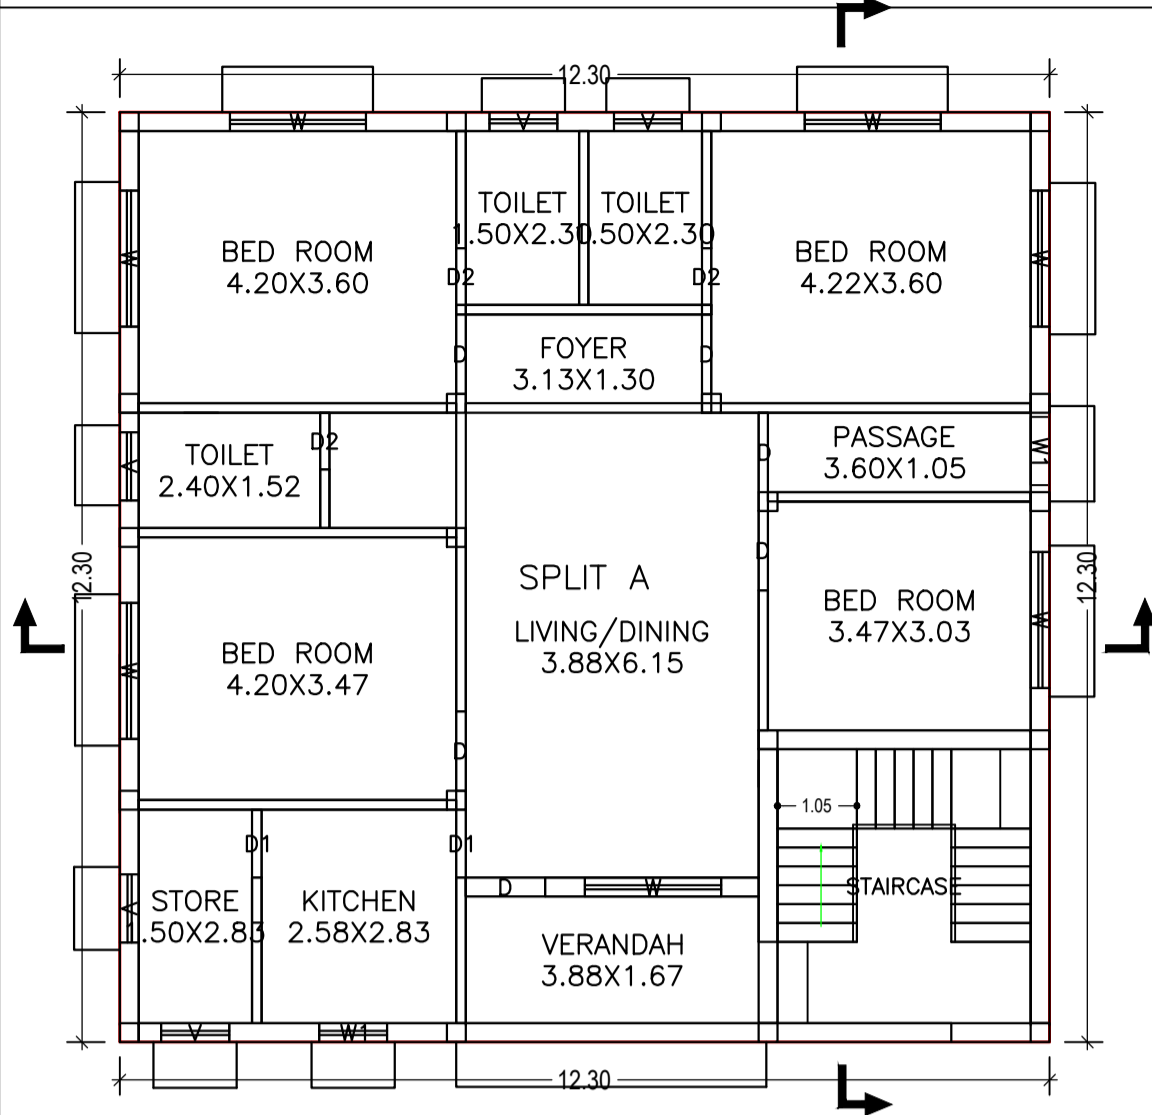 12.30
W
V
V
W
TOILET
1.50X2.30
TOILET
1.50X2.30
BED ROOM
4.20X3.60
BED ROOM
4.22X3.60
W
W
D2
D2
FOYER
3.13X1.30
D
D
TOILET
2.40X1.52
D2
V
PASSAGE
3.60X1.05
D
W1
12.30
12.30
SPLIT A
LIVING/DINING
3.88X6.15
D
BED ROOM
3.47X3.03
W
BED ROOM
4.20X3.47
W
D
1.05
D1
D1
STORE
1.50X2.83
KITCHEN
2.58X2.83
V
D
W
STAIRCASE
VERANDAH
3.88X1.67
V
W1
12.30